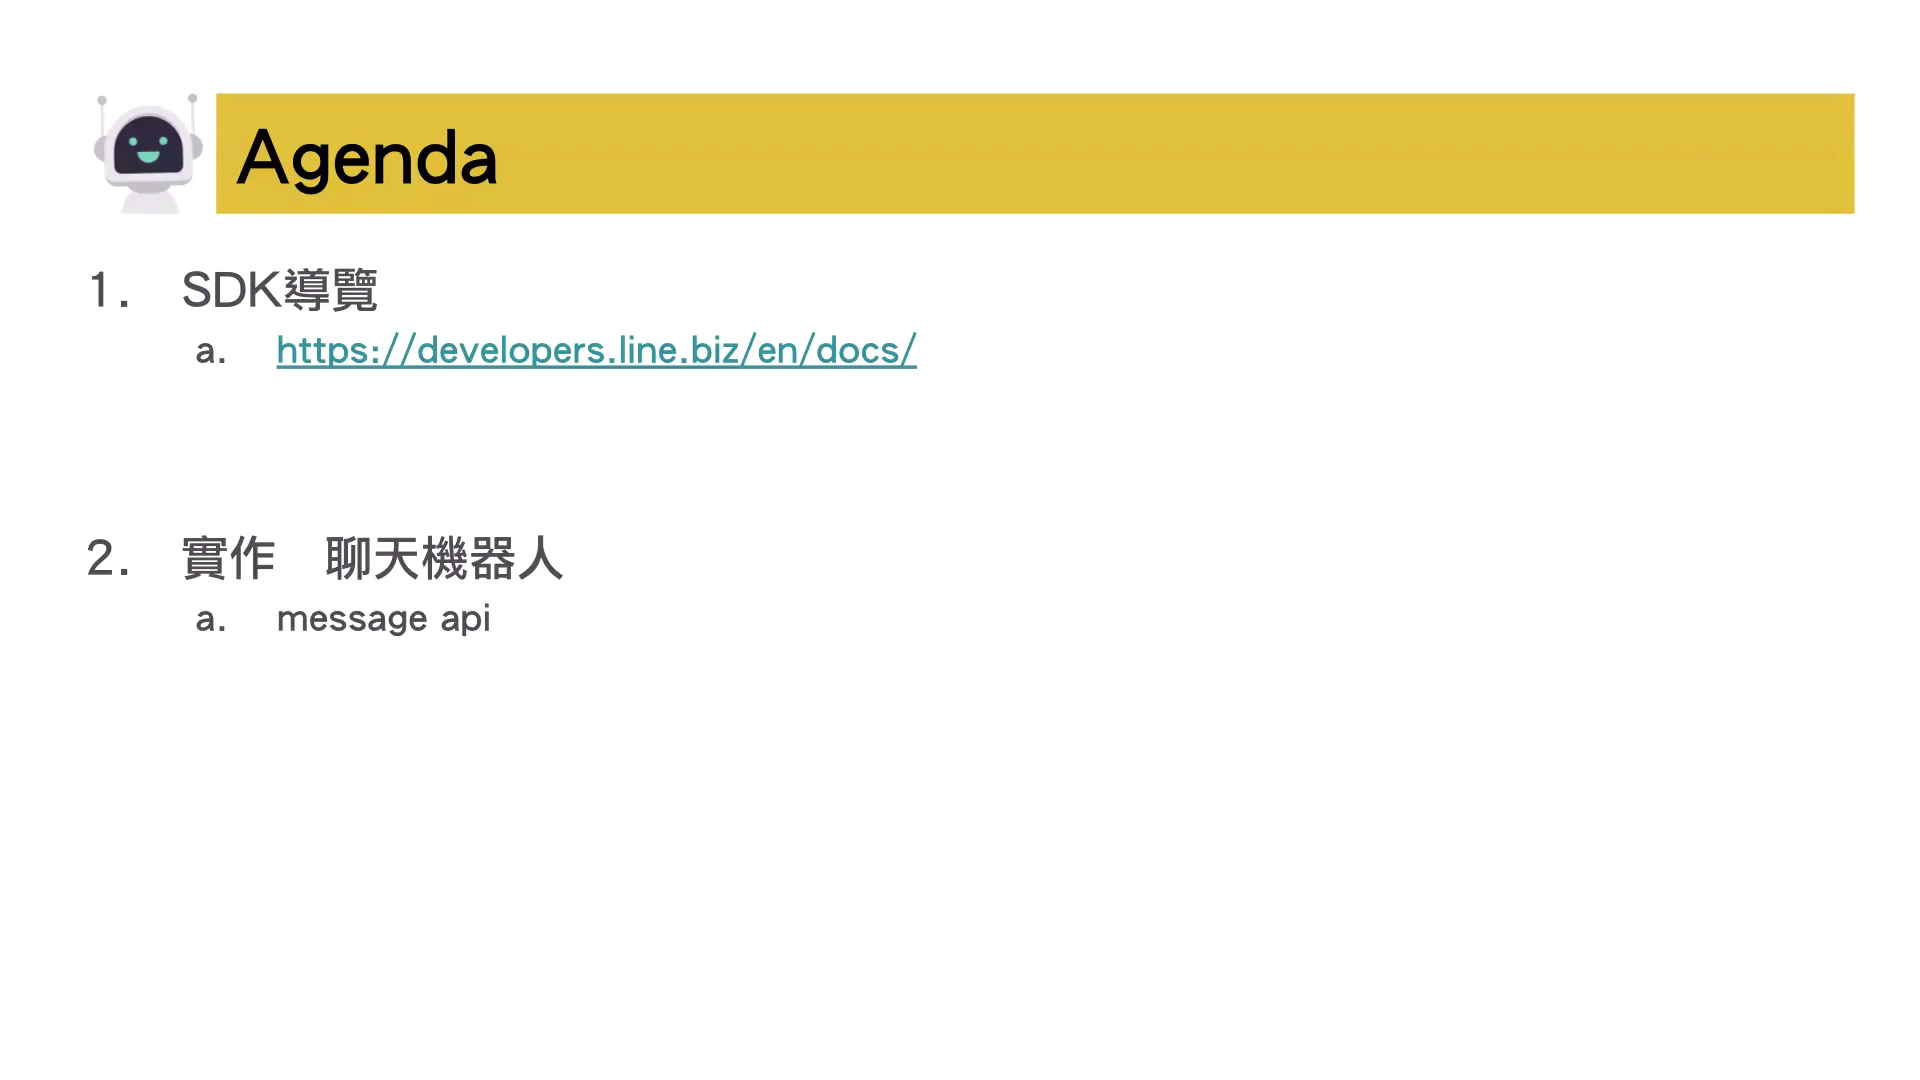 Agenda
1. SDK導覽
a. https://developers.line.biz/en/docs/
2. 實作　聊天機器人
a. message api